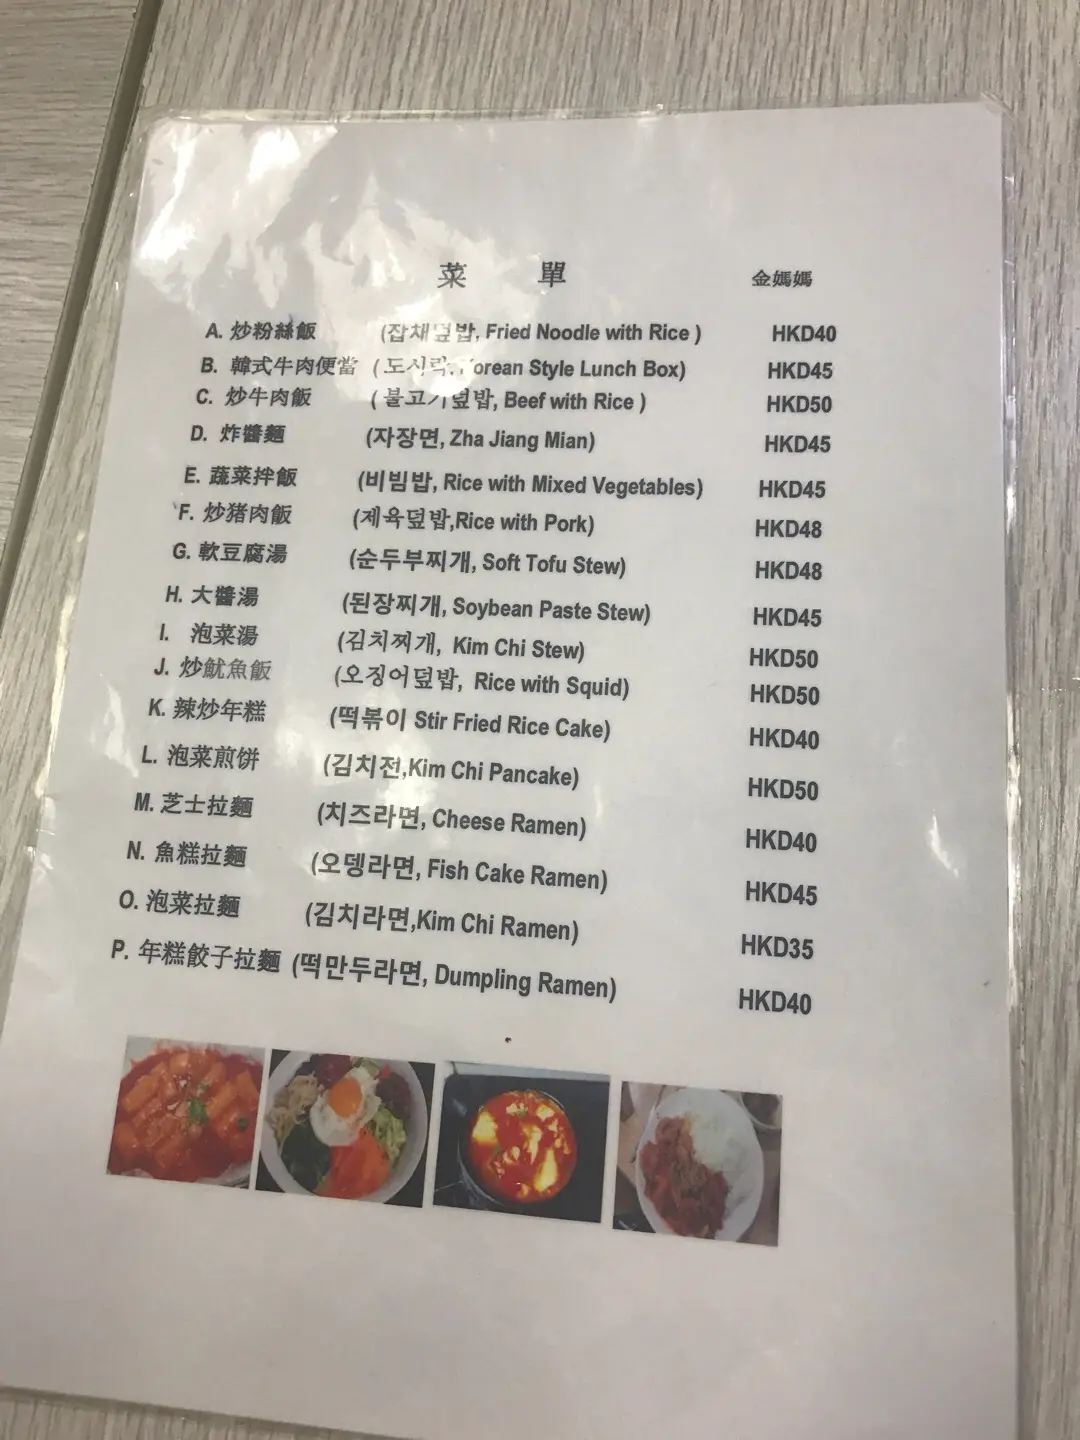 菜 單 金媽媽
A. 炒粉絲飯 (잡채덮밥, Fried Noodle with Rice ) HKD40
B. 韓式牛肉便當 ( 도시락, Korean Style Lunch Box) HKD45
C. 炒牛肉飯 ( 불고기덮밥, Beef with Rice ) HKD50
D. 炸醬麵 (자장면, Zha Jiang Mian) HKD45
E. 蔬菜拌飯 (비빔밥, Rice with Mixed Vegetables) HKD45
F. 炒猪肉飯 (제육덮밥,Rice with Pork) HKD48
G. 軟豆腐湯 (순두부찌개, Soft Tofu Stew) HKD48
H. 大醬湯 (된장찌개, Soybean Paste Stew) HKD45
I. 泡菜湯 (김치찌개, Kim Chi Stew) HKD50
J. 炒魷魚飯 (오징어덮밥, Rice with Squid) HKD50
K. 辣炒年糕 (떡볶이 Stir Fried Rice Cake) HKD40
L. 泡菜煎饼 (김치전,Kim Chi Pancake) HKD50
M. 芝士拉麵 (치즈라면, Cheese Ramen) HKD40
N. 魚糕拉麵 (오뎅라면, Fish Cake Ramen) HKD45
O. 泡菜拉麵 (김치라면,Kim Chi Ramen) HKD35
P. 年糕餃子拉麵 (떡만두라면, Dumpling Ramen) HKD40